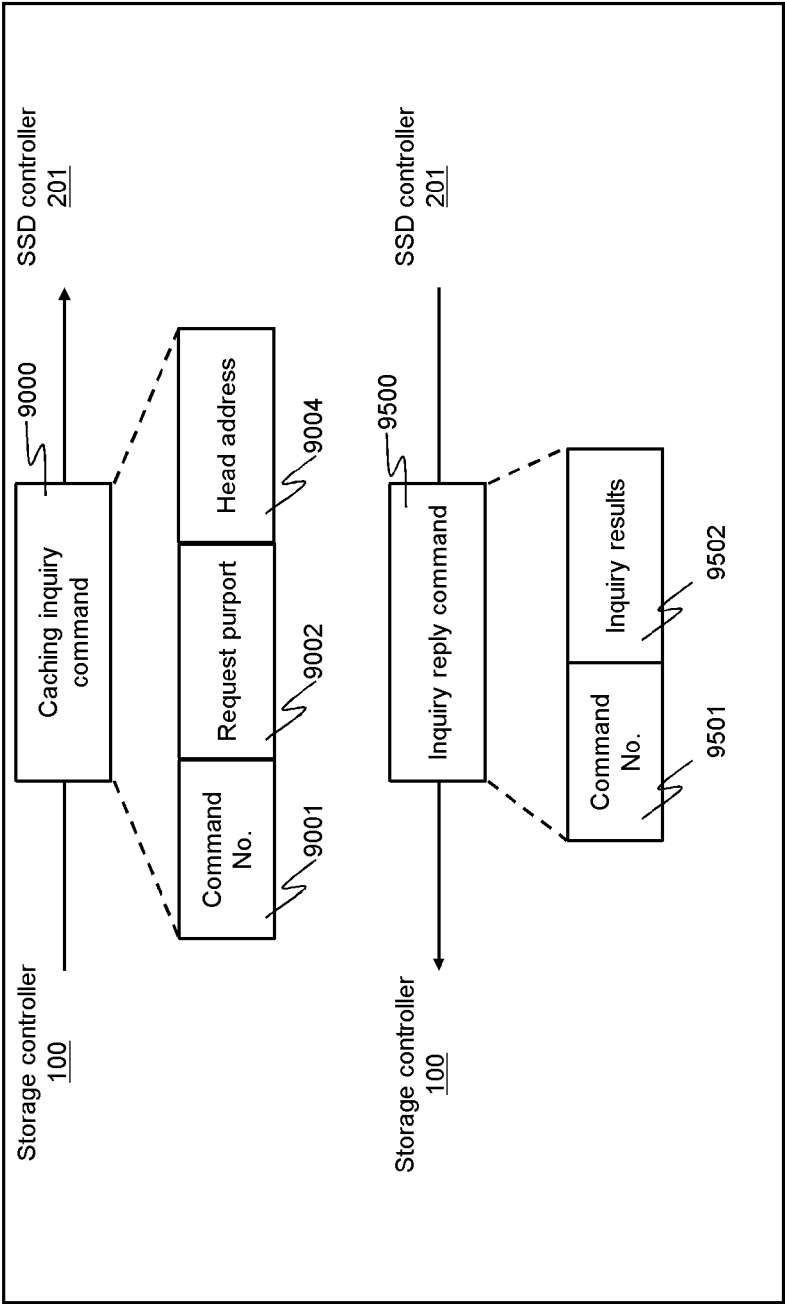 Storage controller
100
Caching inquiry
command
9000
SSD controller
201
Command
No.
Request purport
Head address
9001
9002
9004
Storage controller
100
Inquiry reply command
9500
SSD controller
201
Command
No.
Inquiry results
9501
9502